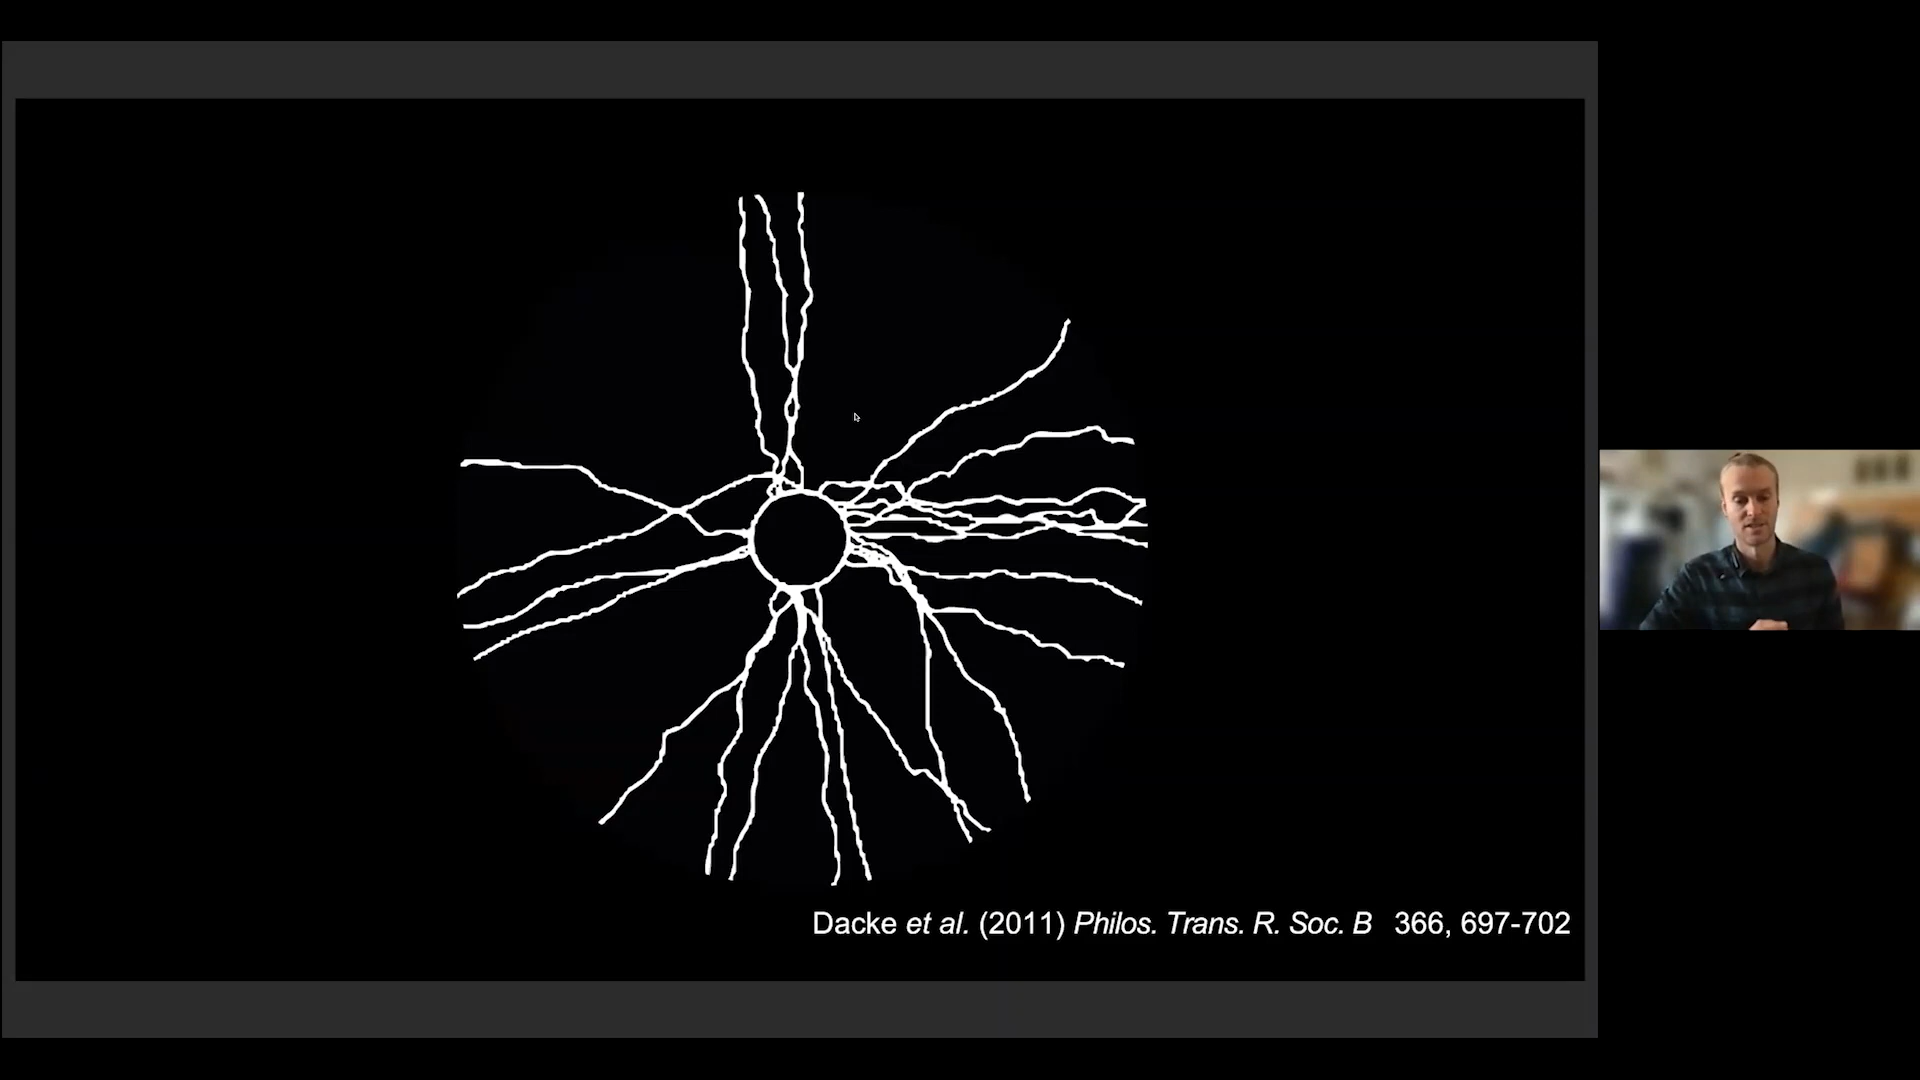 Dacke et al. (2011) Philos. Trans. R. Soc. B 366, 697-702